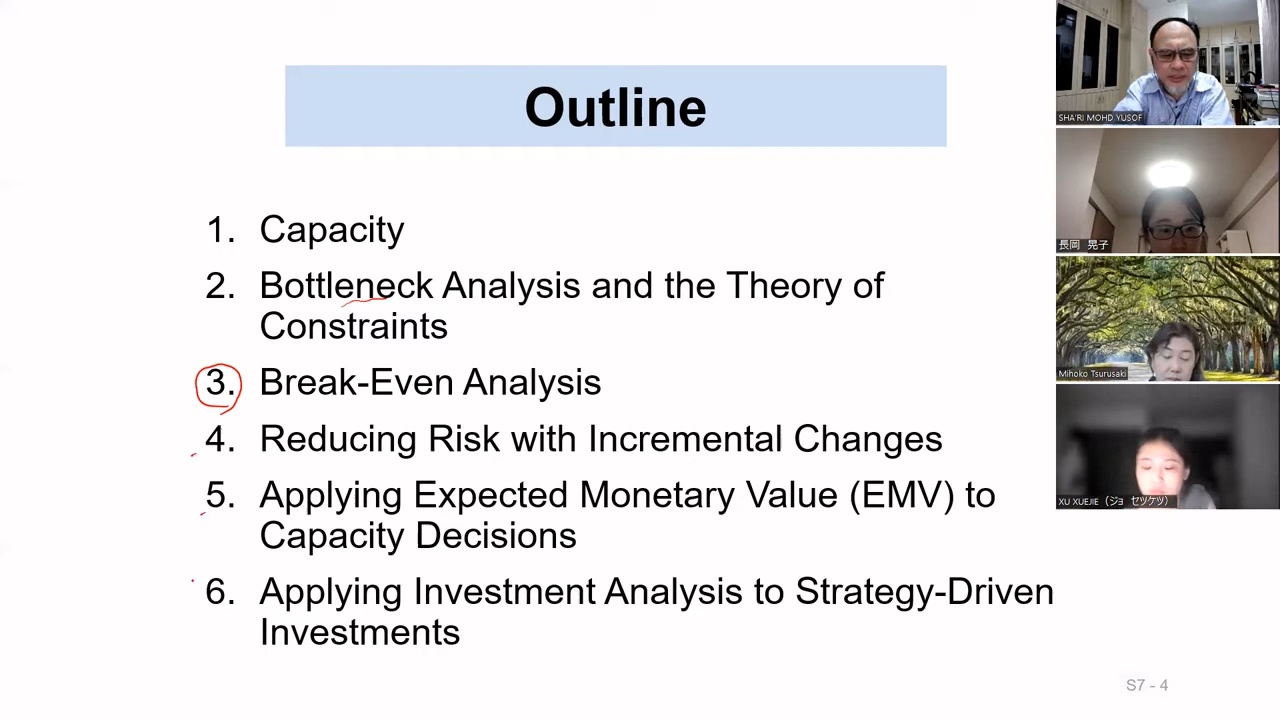 Outline
1. Capacity
2. Bottleneck Analysis and the Theory of
Constraints
3. Break-Even Analysis
4. Reducing Risk with Incremental Changes
5. Applying Expected Monetary Value (EMV) to
Capacity Decisions
6. Applying Investment Analysis to Strategy-Driven
Investments
S7 - 4
SHA'RI MOHD YUSOF
長岡 晃子
Mihoko Tsurusaki
XU XUEJIE（ジョ セツケツ）